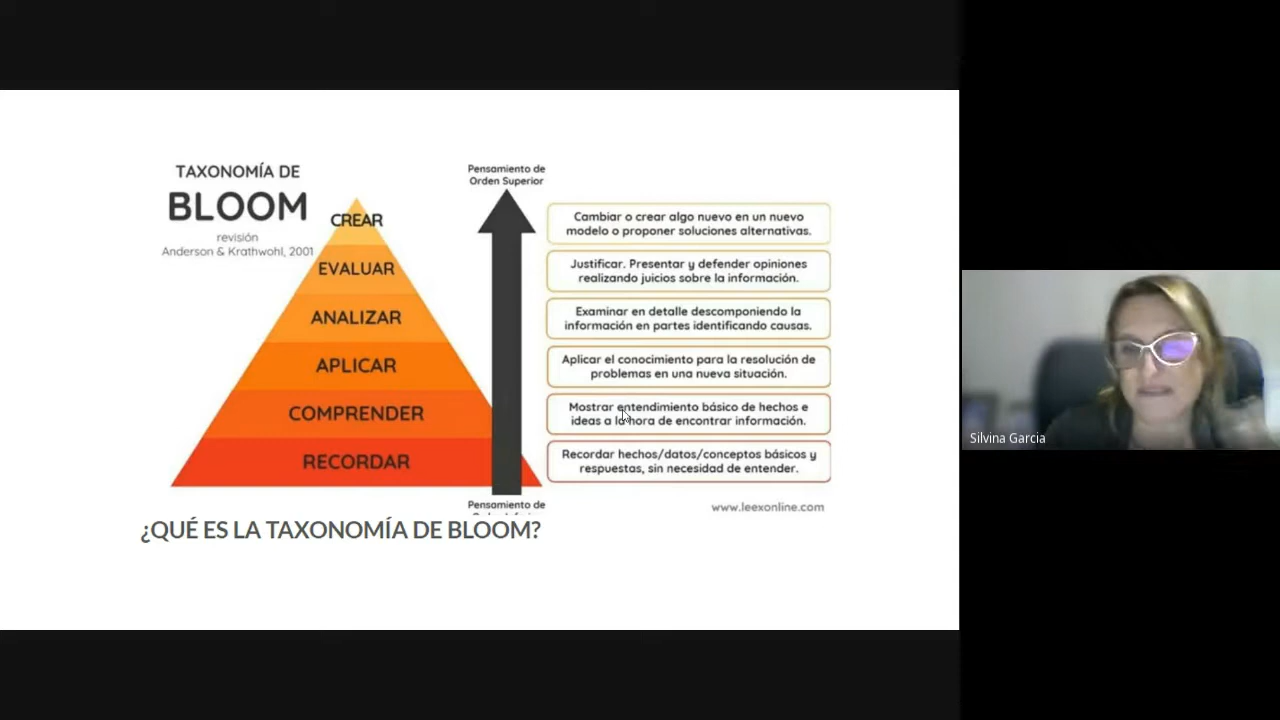 TAXONOMÍA DE
BLOOM
revisión
Anderson & Krathwohl, 2001
CREAR
EVALUAR
ANALIZAR
APLICAR
COMPRENDER
RECORDAR
Pensamiento de
Orden Superior
Cambiar o crear algo nuevo en un nuevo
modelo o proponer soluciones alternativas.
Justificar. Presentar y defender opiniones
realizando juicios sobre la información.
Examinar en detalle descomponiendo la
información en partes identificando causas.
Aplicar el conocimiento para la resolución de
problemas en una nueva situación.
Mostrar entendimiento básico de hechos e
ideas a la hora de encontrar información.
Recordar hechos/datos/conceptos básicos y
respuestas, sin necesidad de entender.
Pensamiento de
www.leexonline.com
¿QUÉ ES LA TAXONOMÍA DE BLOOM?
Silvina Garcia